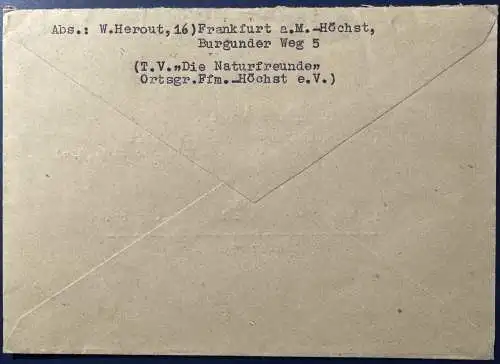 Abs.: W.Herout, 16)Frankfurt a.M.-Höchst,
Burgunder Weg 5
(T.V."Die Naturfreunde"
Ortsgr.Ffm.-Höchst e.V.)